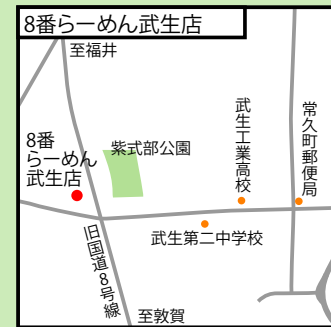 8番らーめん武生店
至福井
8番
らーめん
武生店
紫式部公園
武生工業高校
常久町郵便局
武生第二中学校
旧国道8号線
至敦賀